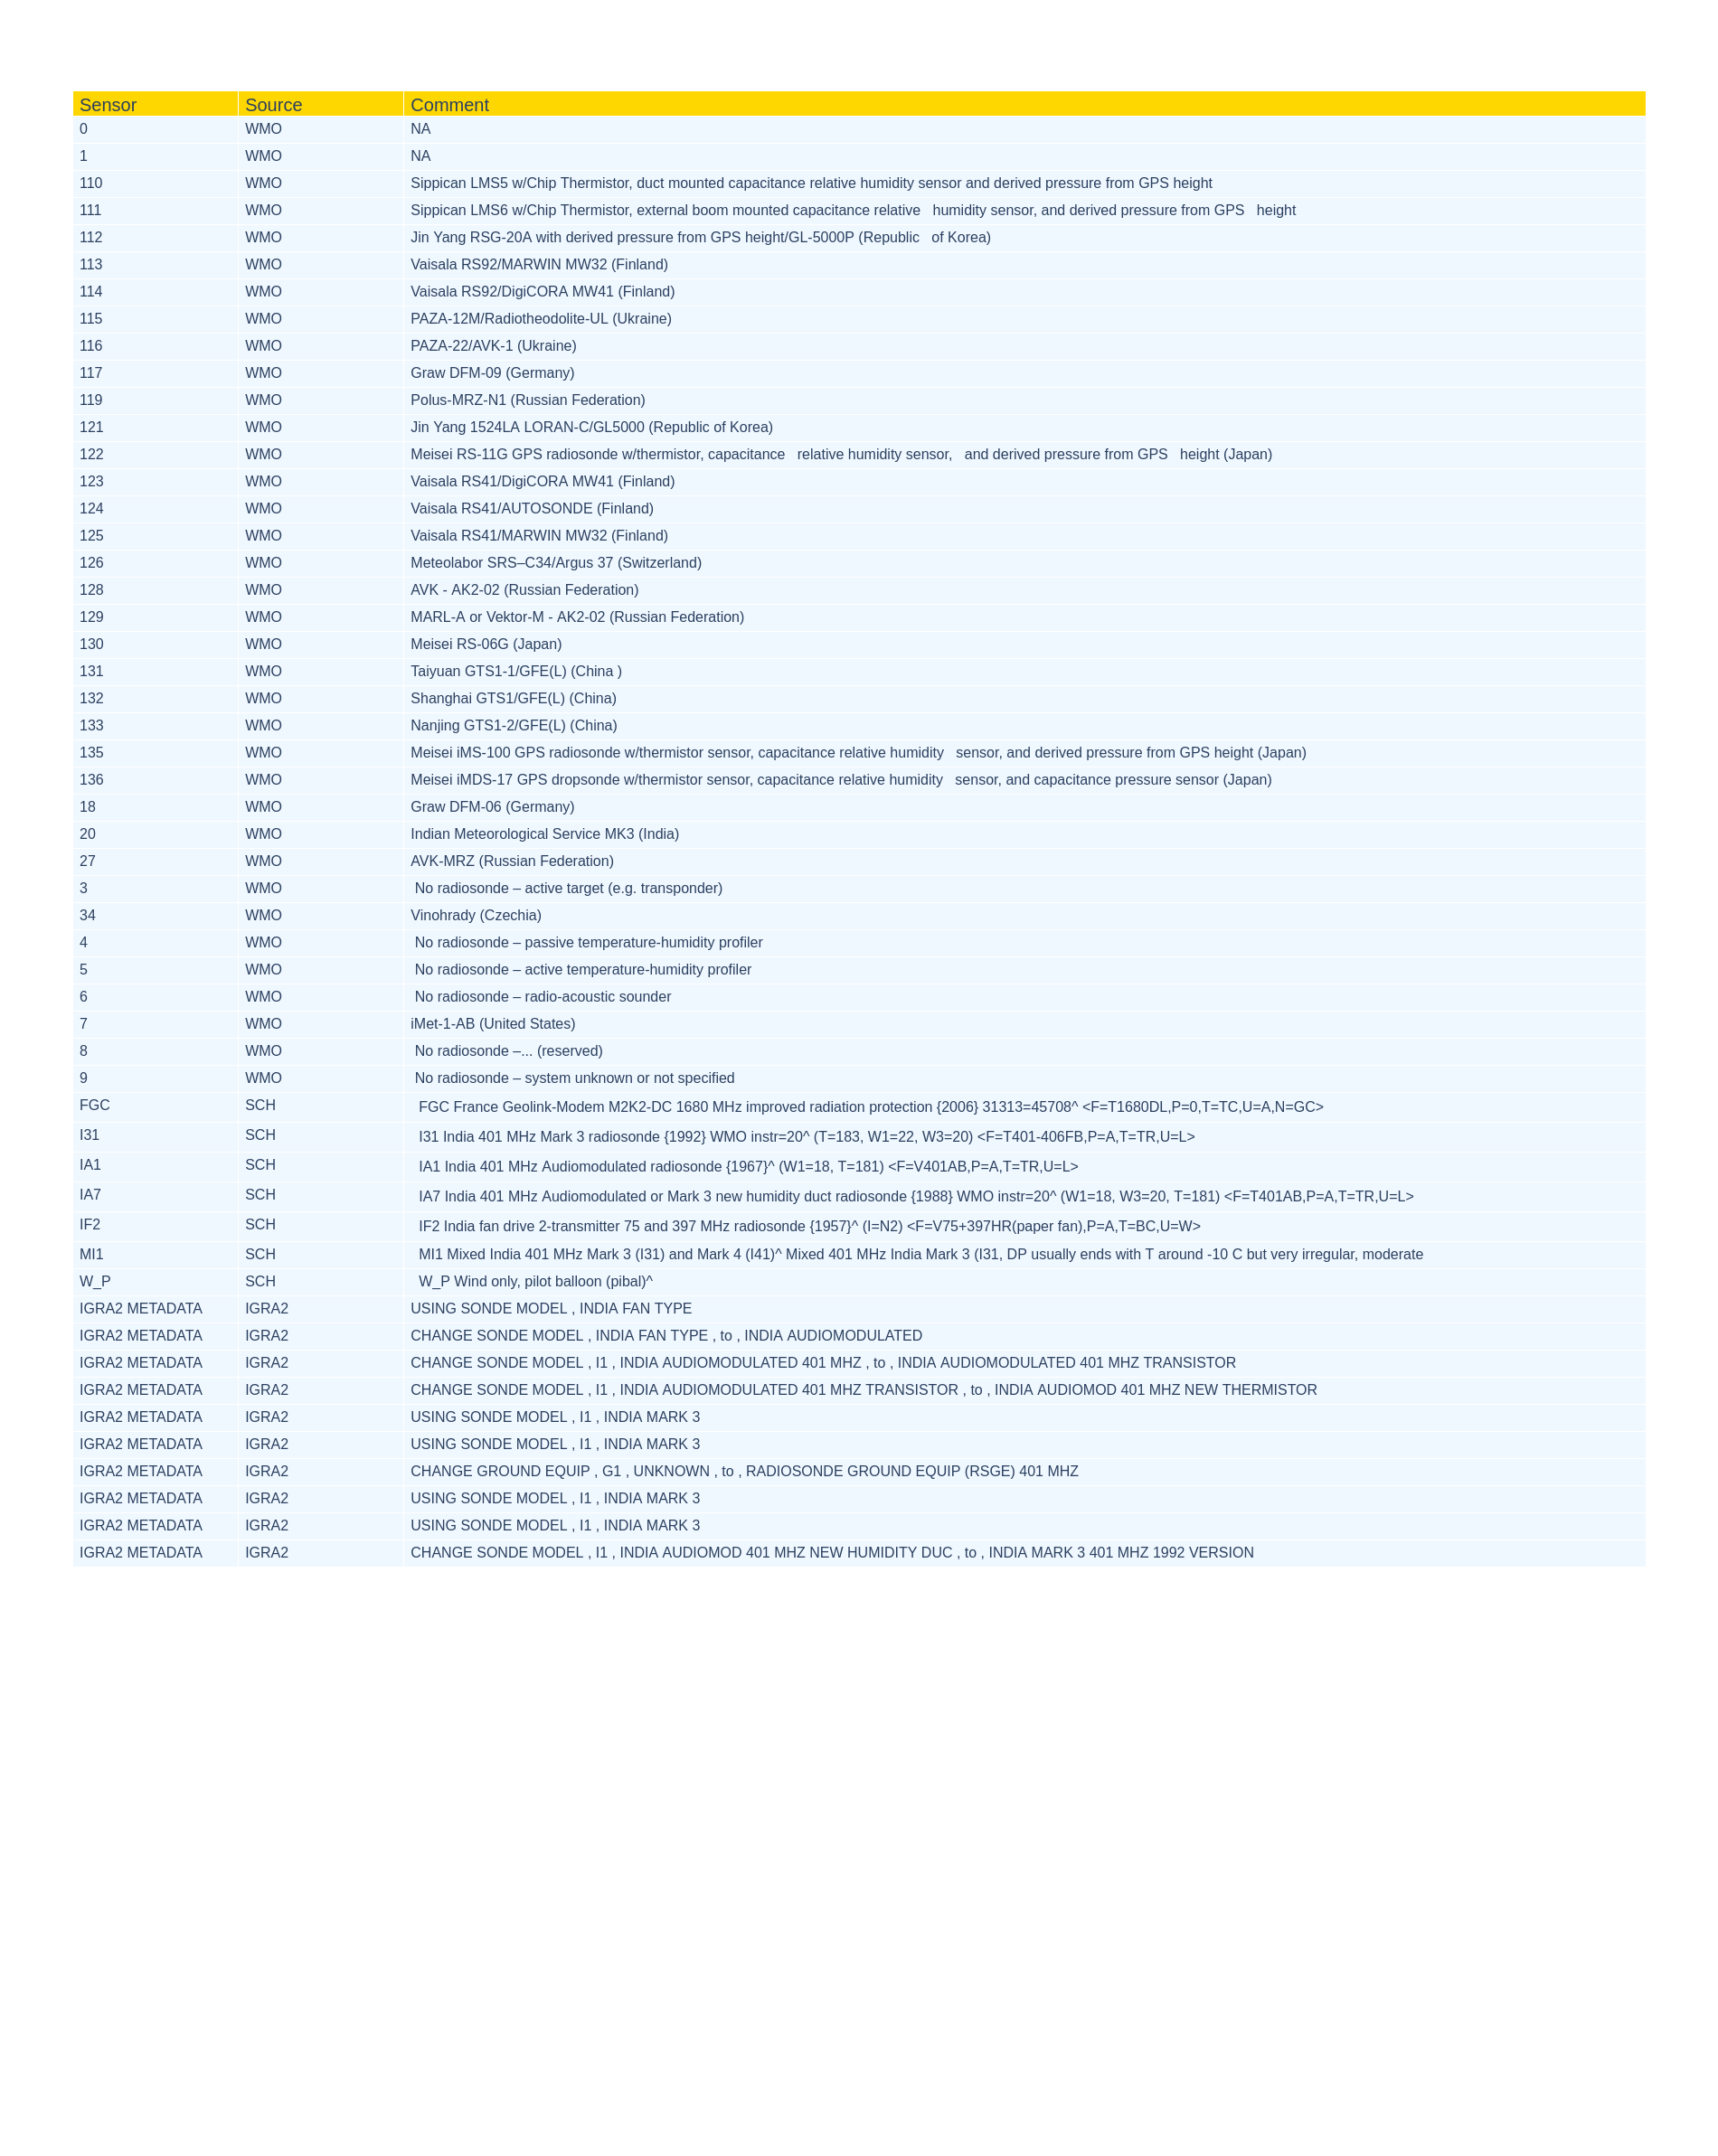 Sensor Source Comment
0 WMO NA
1 WMO NA
110 WMO Sippican LMS5 w/Chip Thermistor, duct mounted capacitance relative humidity sensor and derived pressure from GPS height
111 WMO Sippican LMS6 w/Chip Thermistor, external boom mounted capacitance relative   humidity sensor, and derived pressure from GPS   height
112 WMO Jin Yang RSG-20A with derived pressure from GPS height/GL-5000P (Republic   of Korea)
113 WMO Vaisala RS92/MARWIN MW32 (Finland)
114 WMO Vaisala RS92/DigiCORA MW41 (Finland)
115 WMO PAZA-12M/Radiotheodolite-UL (Ukraine)
116 WMO PAZA-22/AVK-1 (Ukraine)
117 WMO Graw DFM-09 (Germany)
119 WMO Polus-MRZ-N1 (Russian Federation)
121 WMO Jin Yang 1524LA LORAN-C/GL5000 (Republic of Korea)
122 WMO Meisei RS-11G GPS radiosonde w/thermistor, capacitance   relative humidity sensor,   and derived pressure from GPS   height (Japan)
123 WMO Vaisala RS41/DigiCORA MW41 (Finland)
124 WMO Vaisala RS41/AUTOSONDE (Finland)
125 WMO Vaisala RS41/MARWIN MW32 (Finland)
126 WMO Meteolabor SRS–C34/Argus 37 (Switzerland)
128 WMO AVK - AK2-02 (Russian Federation)
129 WMO MARL-A or Vektor-M - AK2-02 (Russian Federation)
130 WMO Meisei RS-06G (Japan)
131 WMO Taiyuan GTS1-1/GFE(L) (China )
132 WMO Shanghai GTS1/GFE(L) (China)
133 WMO Nanjing GTS1-2/GFE(L) (China)
135 WMO Meisei iMS-100 GPS radiosonde w/thermistor sensor, capacitance relative humidity   sensor, and derived pressure from GPS height (Japan)
136 WMO Meisei iMDS-17 GPS dropsonde w/thermistor sensor, capacitance relative humidity   sensor, and capacitance pressure sensor (Japan)
18 WMO Graw DFM-06 (Germany)
20 WMO Indian Meteorological Service MK3 (India)
27 WMO AVK-MRZ (Russian Federation)
3 WMO No radiosonde – active target (e.g. transponder)
34 WMO Vinohrady (Czechia)
4 WMO No radiosonde – passive temperature-humidity profiler
5 WMO No radiosonde – active temperature-humidity profiler
6 WMO No radiosonde – radio-acoustic sounder
7 WMO iMet-1-AB (United States)
8 WMO No radiosonde –... (reserved)
9 WMO No radiosonde – system unknown or not specified
FGC SCH FGC France Geolink-Modem M2K2-DC 1680 MHz improved radiation protection {2006} 31313=45708^ <F=T1680DL,P=0,T=TC,U=A,N=GC>
I31 SCH I31 India 401 MHz Mark 3 radiosonde {1992} WMO instr=20^ (T=183, W1=22, W3=20) <F=T401-406FB,P=A,T=TR,U=L>
IA1 SCH IA1 India 401 MHz Audiomodulated radiosonde {1967}^ (W1=18, T=181) <F=V401AB,P=A,T=TR,U=L>
IA7 SCH IA7 India 401 MHz Audiomodulated or Mark 3 new humidity duct radiosonde {1988} WMO instr=20^ (W1=18, W3=20, T=181) <F=T401AB,P=A,T=TR,U=L>
IF2 SCH IF2 India fan drive 2-transmitter 75 and 397 MHz radiosonde {1957}^ (I=N2) <F=V75+397HR(paper fan),P=A,T=BC,U=W>
MI1 SCH MI1 Mixed India 401 MHz Mark 3 (I31) and Mark 4 (I41)^ Mixed 401 MHz India Mark 3 (I31, DP usually ends with T around -10 C but very irregular, moderate
W_P SCH W_P Wind only, pilot balloon (pibal)^
IGRA2 METADATA IGRA2 USING SONDE MODEL , INDIA FAN TYPE
IGRA2 METADATA IGRA2 CHANGE SONDE MODEL , INDIA FAN TYPE , to , INDIA AUDIOMODULATED
IGRA2 METADATA IGRA2 CHANGE SONDE MODEL , I1 , INDIA AUDIOMODULATED 401 MHZ , to , INDIA AUDIOMODULATED 401 MHZ TRANSISTOR
IGRA2 METADATA IGRA2 CHANGE SONDE MODEL , I1 , INDIA AUDIOMODULATED 401 MHZ TRANSISTOR , to , INDIA AUDIOMOD 401 MHZ NEW THERMISTOR
IGRA2 METADATA IGRA2 USING SONDE MODEL , I1 , INDIA MARK 3
IGRA2 METADATA IGRA2 USING SONDE MODEL , I1 , INDIA MARK 3
IGRA2 METADATA IGRA2 CHANGE GROUND EQUIP , G1 , UNKNOWN , to , RADIOSONDE GROUND EQUIP (RSGE) 401 MHZ
IGRA2 METADATA IGRA2 USING SONDE MODEL , I1 , INDIA MARK 3
IGRA2 METADATA IGRA2 USING SONDE MODEL , I1 , INDIA MARK 3
IGRA2 METADATA IGRA2 CHANGE SONDE MODEL , I1 , INDIA AUDIOMOD 401 MHZ NEW HUMIDITY DUC , to , INDIA MARK 3 401 MHZ 1992 VERSION